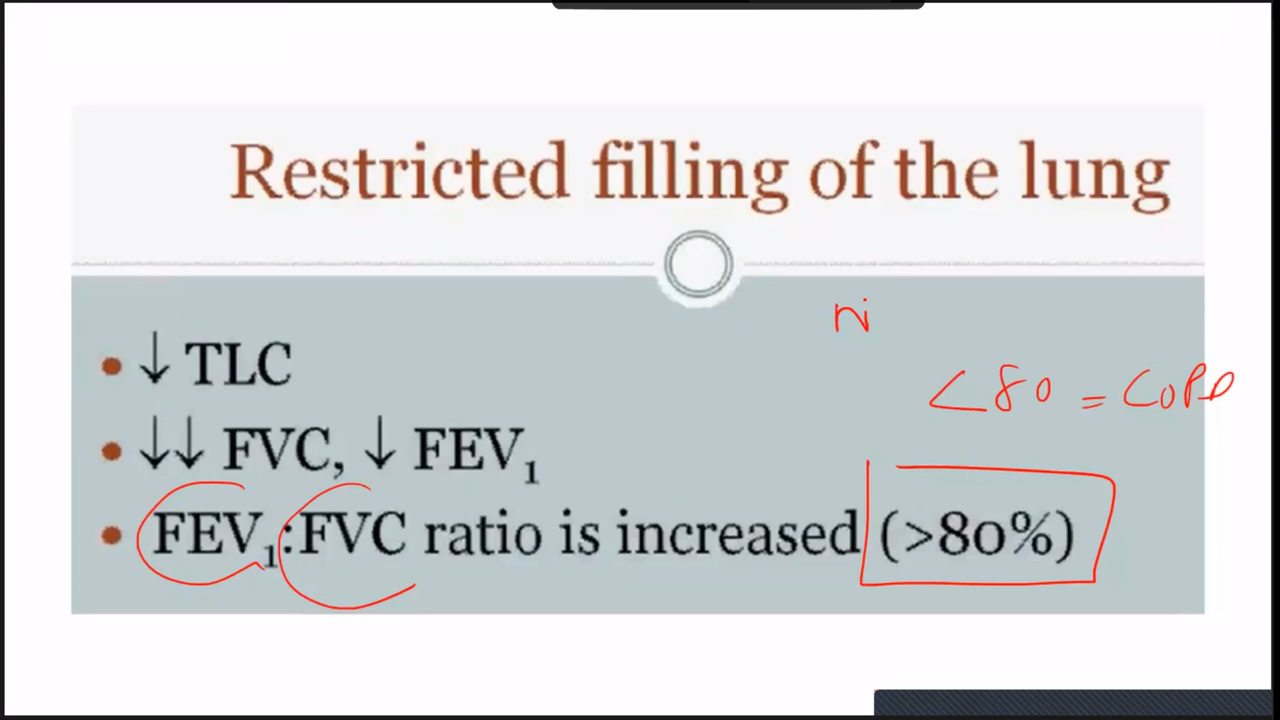 Restricted filling of the lung
↓ TLC
<80 = COPD
↓↓ FVC, ↓ FEV₁
FEV₁:FVC ratio is increased (>80%)